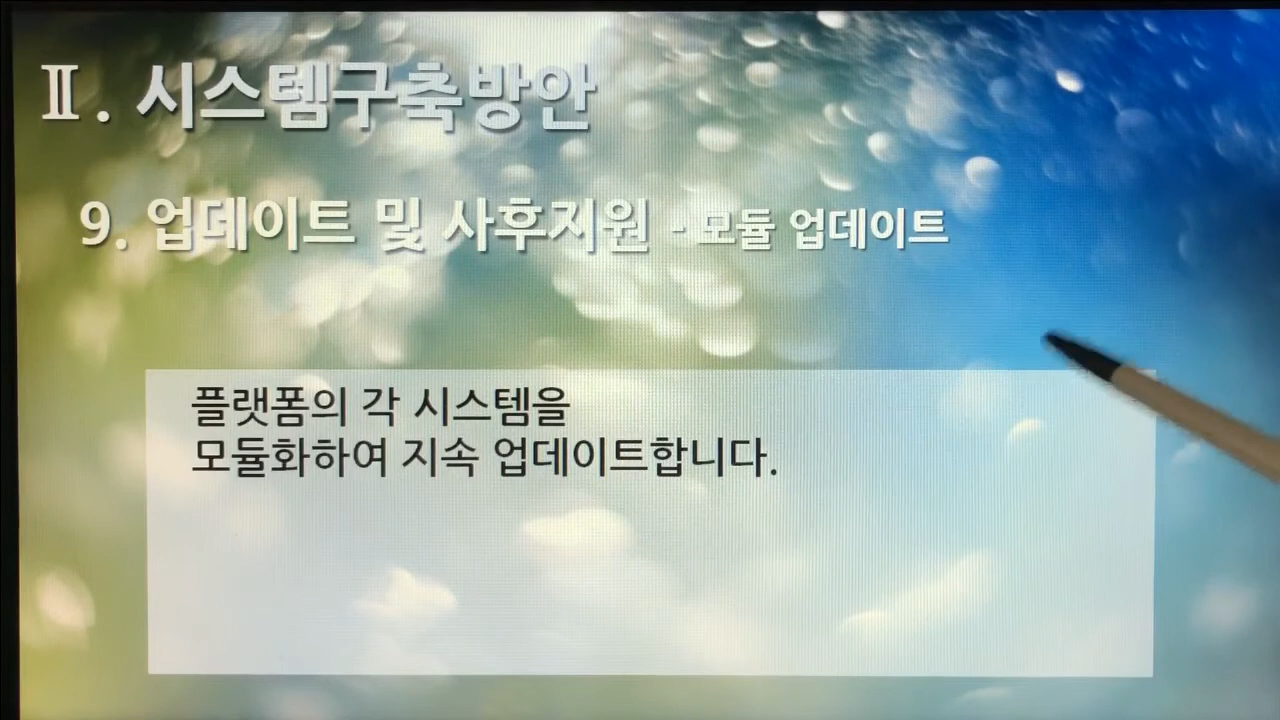 Ⅱ. 시스템구축방안
9. 업데이트 및 사후지원 - 모듈 업데이트
플랫폼의 각 시스템을
모듈화하여 지속 업데이트합니다.